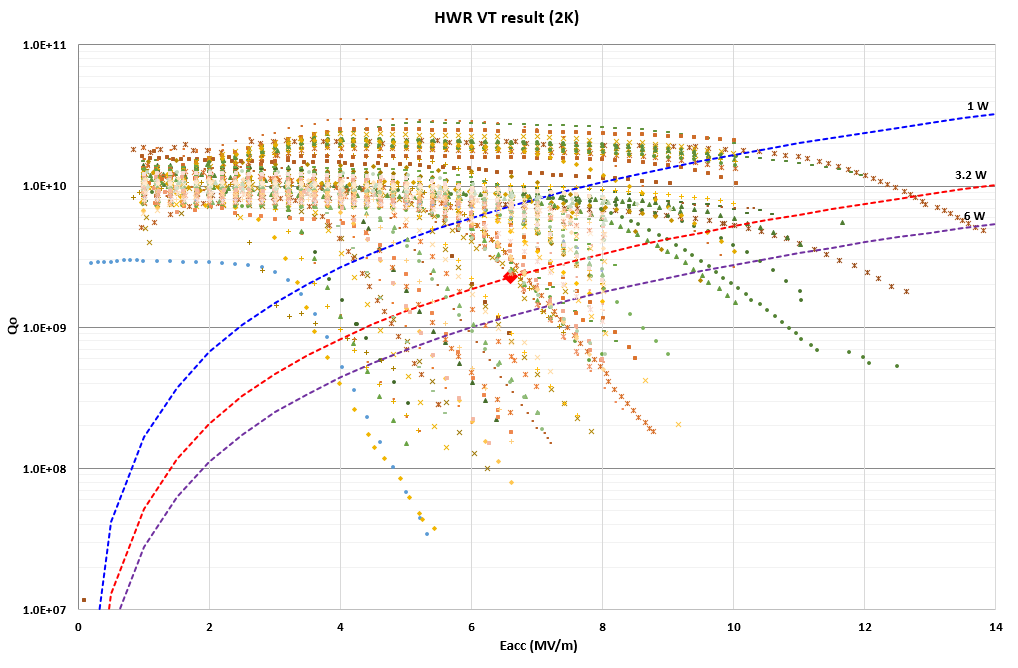 HWR VT result (2K)
1.0E+11
1 W
1.0E+10
3.2 W
6 W
1.0E+09
Qo
1.0E+08
1.0E+07
0 2 4 6 8 10 12 14
Eacc (MV/m)